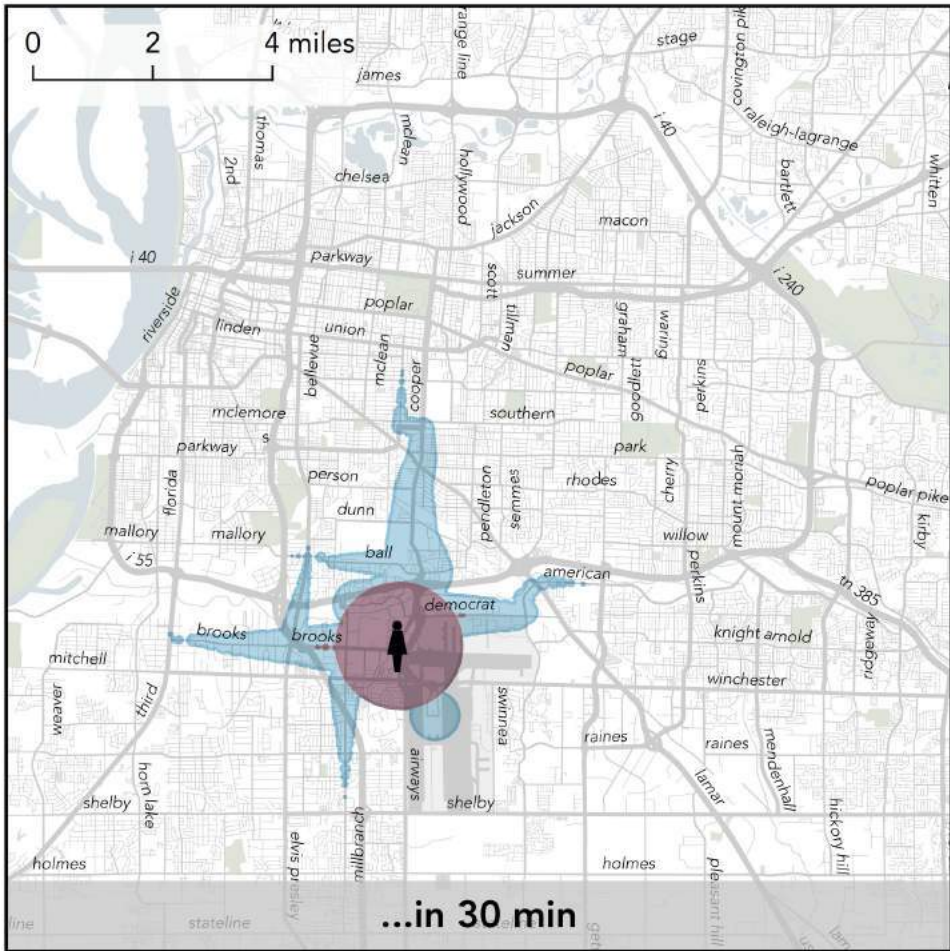 0 2 4 miles
range line
stage
covington pik
james
i 40
raleigh-lagrange
thomas
mclean
2nd
hollywood
chelsea
bartlett
whitten
jackson
macon
i 40
parkway
scott
summer
i 240
riverside
poplar
tillman
linden
union
graham
waring
bellevue
mclean
cooper
poplar
goodlett
perkins
mclemore
southern
s
parkway
park
mount moriah
person
pendleton
semmes
rhodes
cherry
poplar pike
florida
dunn
kirby
mallory
mallory
willow
ball
i 55
american
perkins
tn 385
democrat
brooks
brooks
knight arnold
ridgeway
mitchell
winchester
weaver
third
swinnea
raines
raines
mendenhall
airways
horn lake
lamar
shelby
shelby
millbranch
hickory hill
elvis presley
holmes
holmes
pleasant hill
...in 30 min
line
stateline
stateline